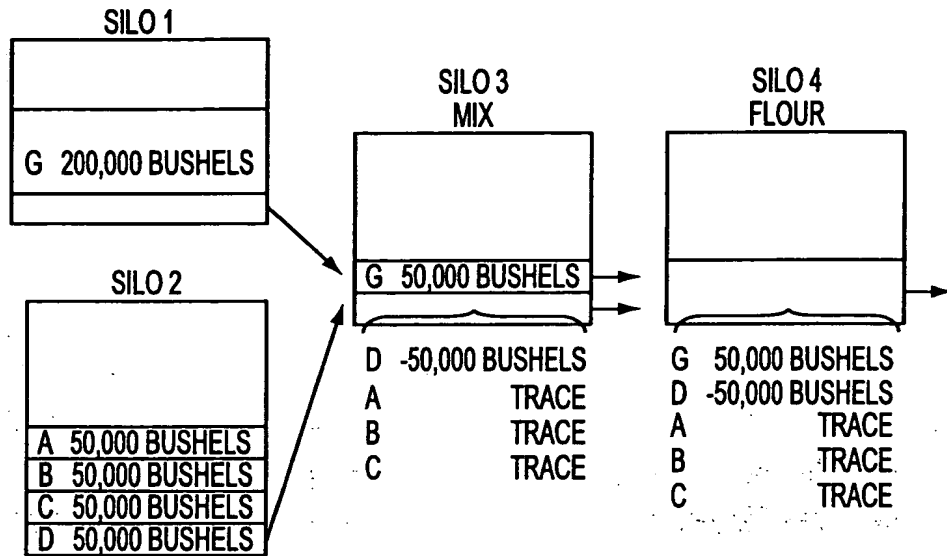 SILO 1
G 200,000 BUSHELS
SILO 2
A 50,000 BUSHELS
B 50,000 BUSHELS
C 50,000 BUSHELS
D 50,000 BUSHELS
SILO 3
MIX
G 50,000 BUSHELS
D -50,000 BUSHELS
A TRACE
B TRACE
C TRACE
SILO 4
FLOUR
G 50,000 BUSHELS
D -50,000 BUSHELS
A TRACE
B TRACE
C TRACE